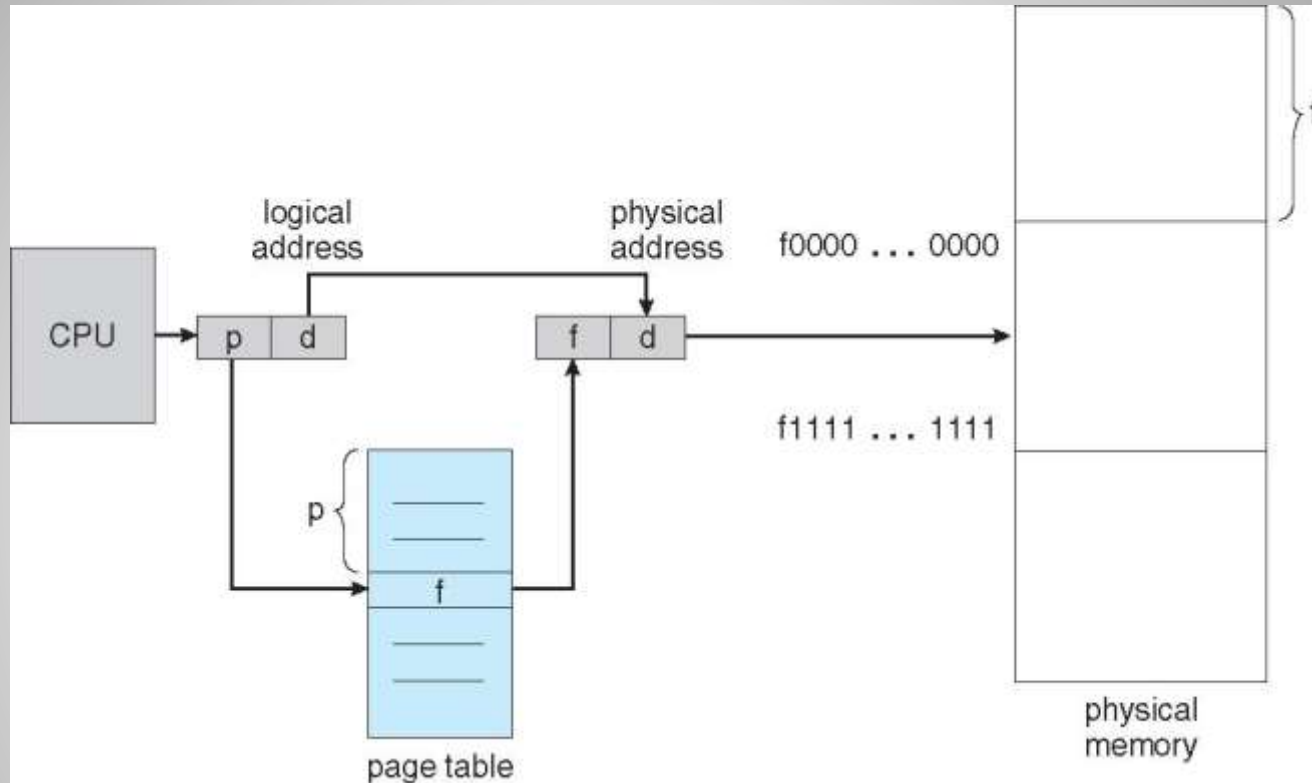 logical
address
physical
address
f0000 ... 0000
CPU
p
d
f
d
f1111 ... 1111
p
f
page table
physical
memory